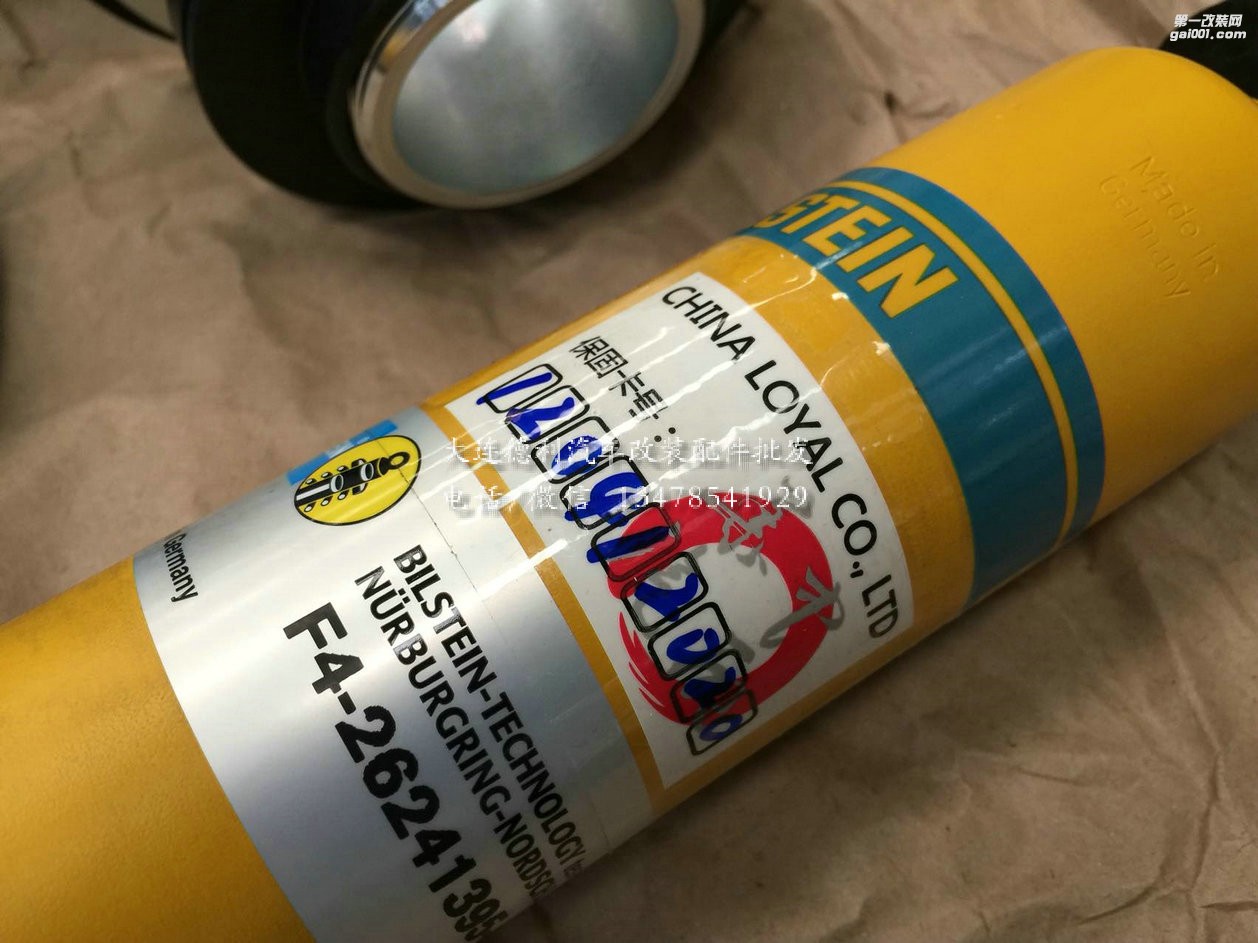 第一改装网
gai001.com
Made in
Germany
STEIN
CHINA LOYAL CO., LTD
保固卡号:
大连德利汽车改装配件批发
电话/微信 13478541929
Germany
BILSTEIN-TECHNOLOGY
NÜRBURGRING-NORDSC
F4-26241395